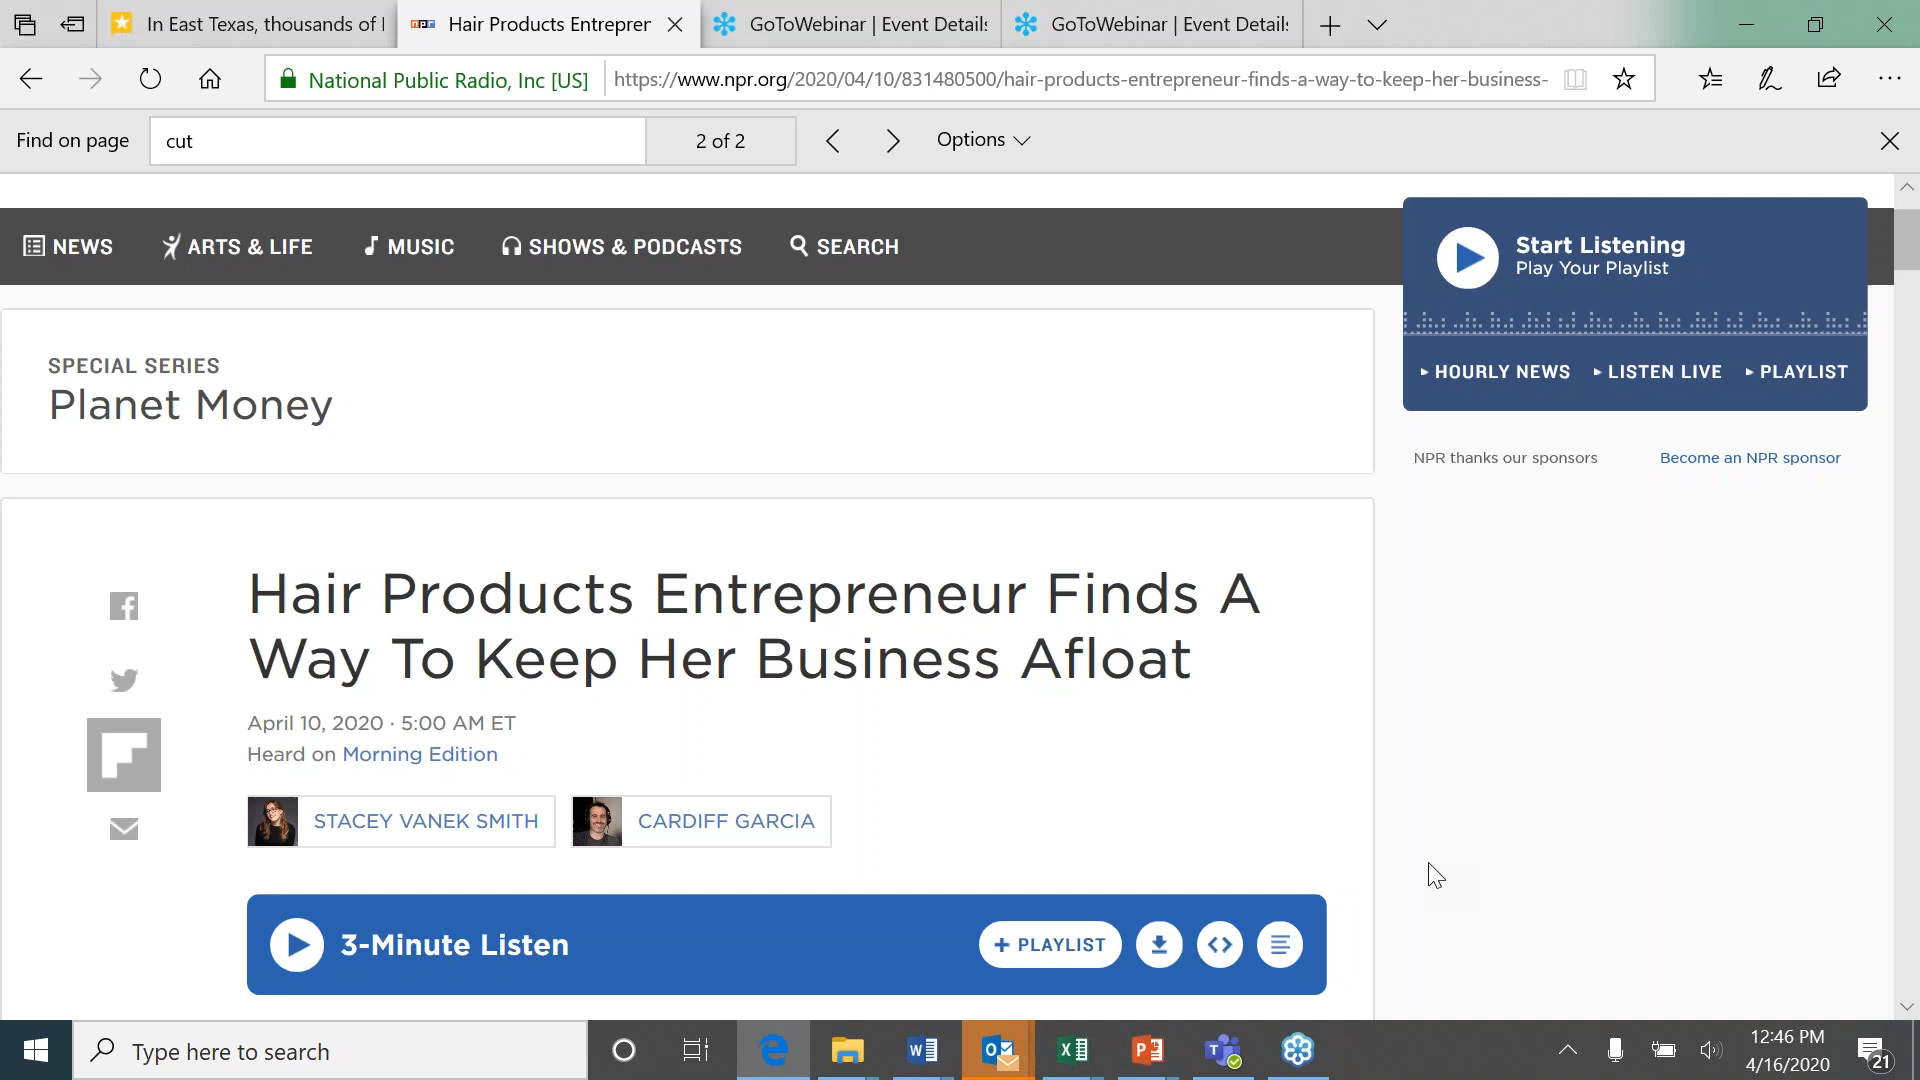 In East Texas, thousands of
npr Hair Products Entrepren
GoToWebinar | Event Details
GoToWebinar | Event Details
National Public Radio, Inc [US]
https://www.npr.org/2020/04/10/831480500/hair-products-entrepreneur-finds-a-way-to-keep-her-business-
Find on page
cut
2 of 2
Options
NEWS
ARTS & LIFE
MUSIC
SHOWS & PODCASTS
SEARCH
Start Listening
Play Your Playlist
HOURLY NEWS
LISTEN LIVE
PLAYLIST
SPECIAL SERIES
Planet Money
NPR thanks our sponsors
Become an NPR sponsor
Hair Products Entrepreneur Finds A
Way To Keep Her Business Afloat
April 10, 2020 · 5:00 AM ET
Heard on Morning Edition
STACEY VANEK SMITH
CARDIFF GARCIA
3-Minute Listen
+ PLAYLIST
Type here to search
12:46 PM
4/16/2020
21